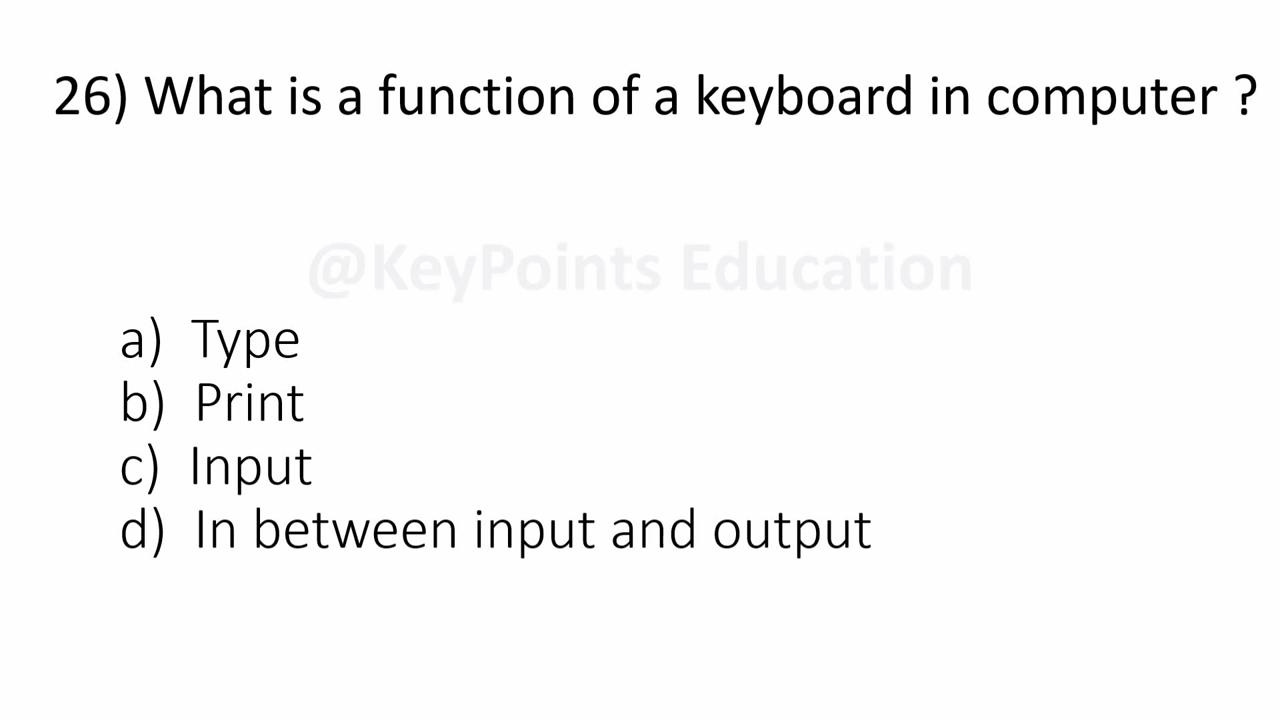 26) What is a function of a keyboard in computer ?
@KeyPoints Education
a) Type
b) Print
c) Input
d) In between input and output